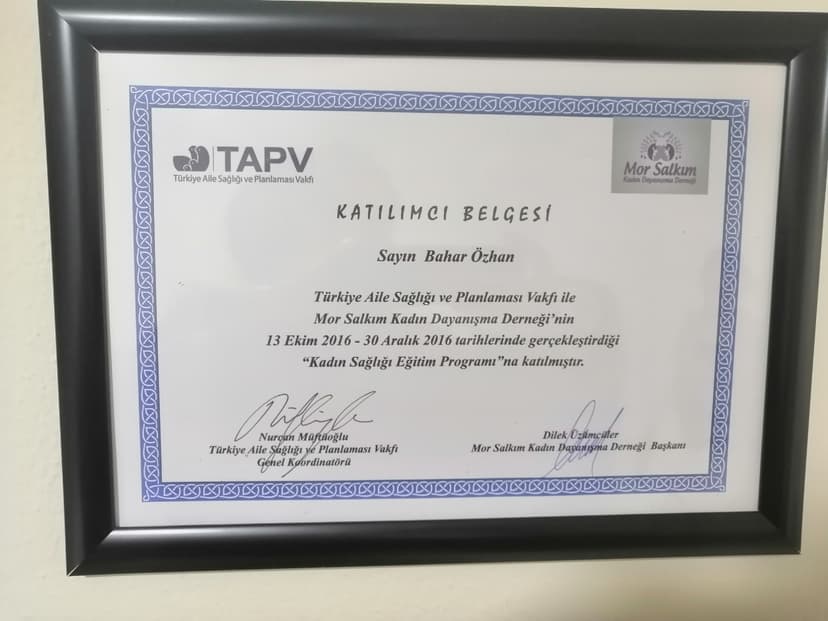 TAPV
Türkiye Aile Sağlığı ve Planlaması Vakfı
Mor Salkım
Kadın Dayanışma Derneği
KATILIMCI BELGESİ
Sayın Bahar Özhan
Türkiye Aile Sağlığı ve Planlaması Vakfı ile
Mor Salkım Kadın Dayanışma Derneği'nin
13 Ekim 2016 - 30 Aralık 2016 tarihlerinde gerçekleştirdiği
“Kadın Sağlığı Eğitim Programı”na katılmıştır.
Nurcan Müftüoğlu
Türkiye Aile Sağlığı ve Planlaması Vakfı
Genel Koordinatörü
Dilek Üzümcüler
Mor Salkım Kadın Dayanışma Derneği Başkanı